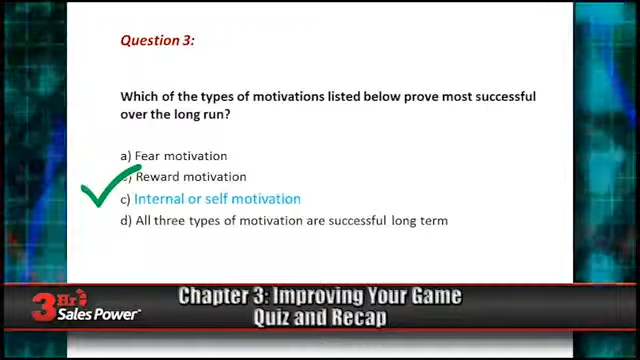 Question 3:
Which of the types of motivations listed below prove most successful
over the long run?
a) Fear motivation
b) Reward motivation
c) Internal or self motivation
d) All three types of motivation are successful long term
Chapter 3: Improving Your Game
Quiz and Recap
3 Hr
Sales Power™